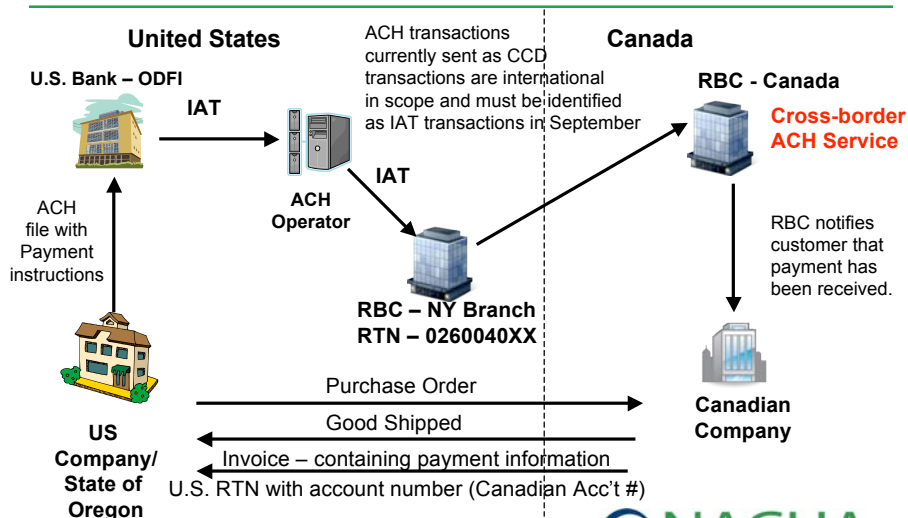 United States
ACH transactions
currently sent as CCD
transactions are international
in scope and must be identified
as IAT transactions in September
Canada
U.S. Bank – ODFI
IAT
RBC - Canada
Cross-border
ACH Service
ACH
Operator
IAT
ACH
file with
Payment
instructions
RBC notifies
customer that
payment has
been received.
RBC – NY Branch
RTN – 0260040XX
Purchase Order
Good Shipped
Invoice – containing payment information
U.S. RTN with account number (Canadian Acc't #)
US
Company/
State of
Oregon
Canadian
Company
NACHA